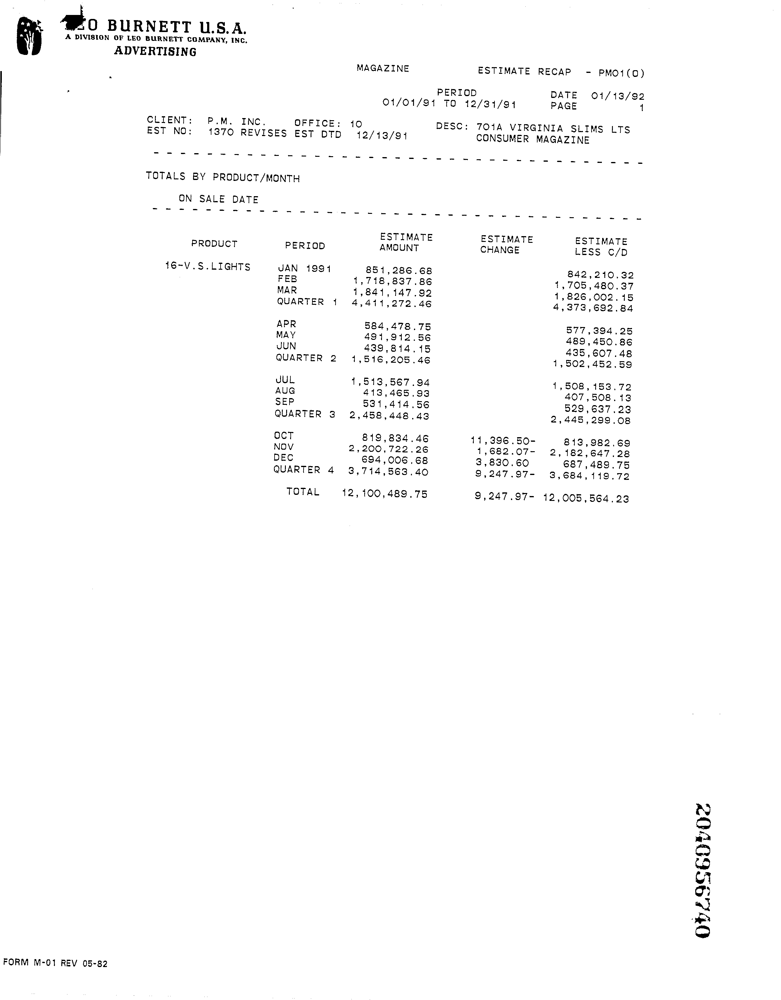 LEO BURNETT U.S.A.
A DIVISION OF LEO BURNETT COMPANY, INC.
ADVERTISING
MAGAZINE ESTIMATE RECAP - PM01(0)
PERIOD DATE 01/13/92
01/01/91 TO 12/31/91 PAGE 1
CLIENT: P.M. INC. OFFICE: 10 DESC: 701A VIRGINIA SLIMS LTS
EST NO: 1370 REVISES EST DTD 12/13/91 CONSUMER MAGAZINE
TOTALS BY PRODUCT/MONTH
ON SALE DATE
ESTIMATE ESTIMATE ESTIMATE
PRODUCT PERIOD AMOUNT CHANGE LESS C/D
16-V.S.LIGHTS JAN 1991 851,286.68 842,210.32
FEB 1,718,837.86 1,705,480.37
MAR 1,841,147.92 1,826,002.15
QUARTER 1 4,411,272.46 4,373,692.84
APR 584,478.75 577,394.25
MAY 491,912.56 489,450.86
JUN 439,814.15 435,607.48
QUARTER 2 1,516,205.46 1,502,452.59
JUL 1,513,567.94 1,508,153.72
AUG 413,465.93 407,508.13
SEP 531,414.56 529,637.23
QUARTER 3 2,458,448.43 2,445,299.08
OCT 819,834.46 11,396.50- 813,982.69
NOV 2,200,722.26 1,682.07- 2,182,647.28
DEC 694,006.68 3,830.60 687,489.75
QUARTER 4 3,714,563.40 9,247.97- 3,684,119.72
TOTAL 12,100,489.75 9,247.97- 12,005,564.23
2040956740
FORM M-01 REV 05-82